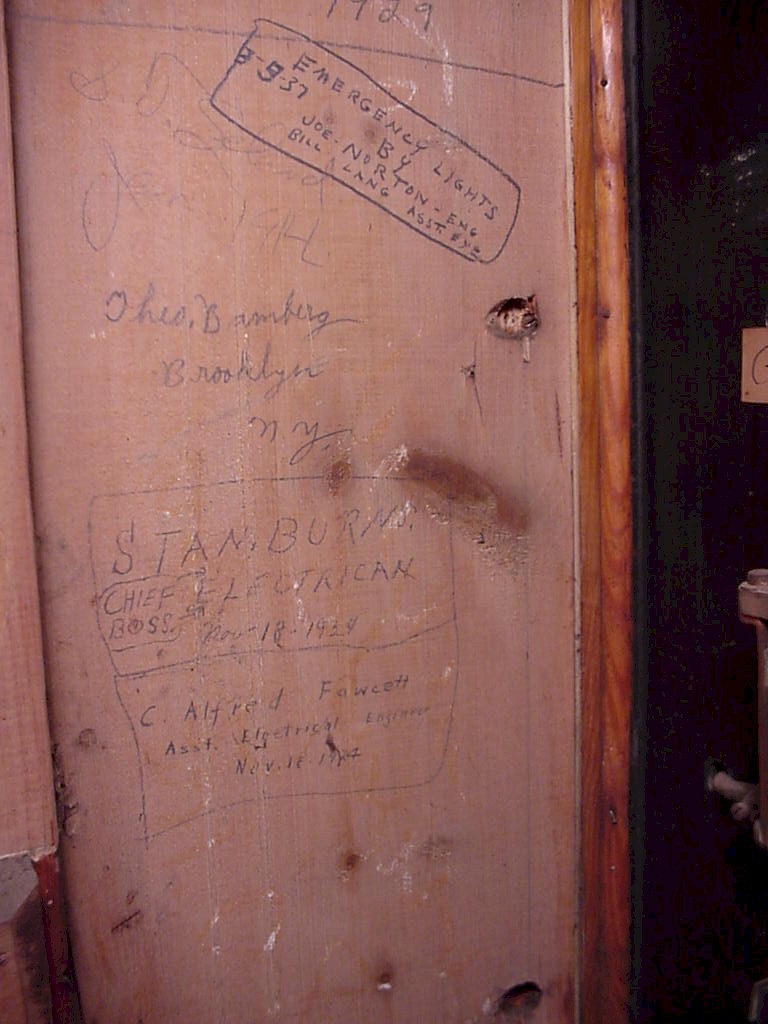 1929
EMERGENCY LIGHTS
3-9-37
BY
JOE. NORTON - ENG
BILL LANG ASST. ENG
1914
Theo. Bamberg
Brooklyn
N.Y.
STAN. BURNS.
CHIEF ELECTRICAN
BOSS. Nov-18-1924
C. Alfred Fawcett
Asst. Electrical Engineer
Nov. 18. 1924